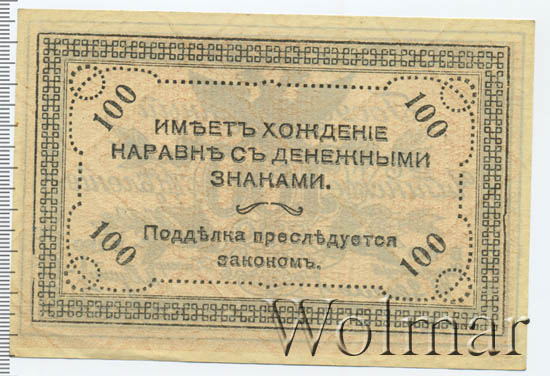 100 100
ИМѢЕТЪ ХОЖДЕНІЕ
НАРАВНѢ СЪ ДЕНЕЖНЫМИ
ЗНАКАМИ.
Поддѣлка преслѣдуется
закономъ.
100 100
Wolmar